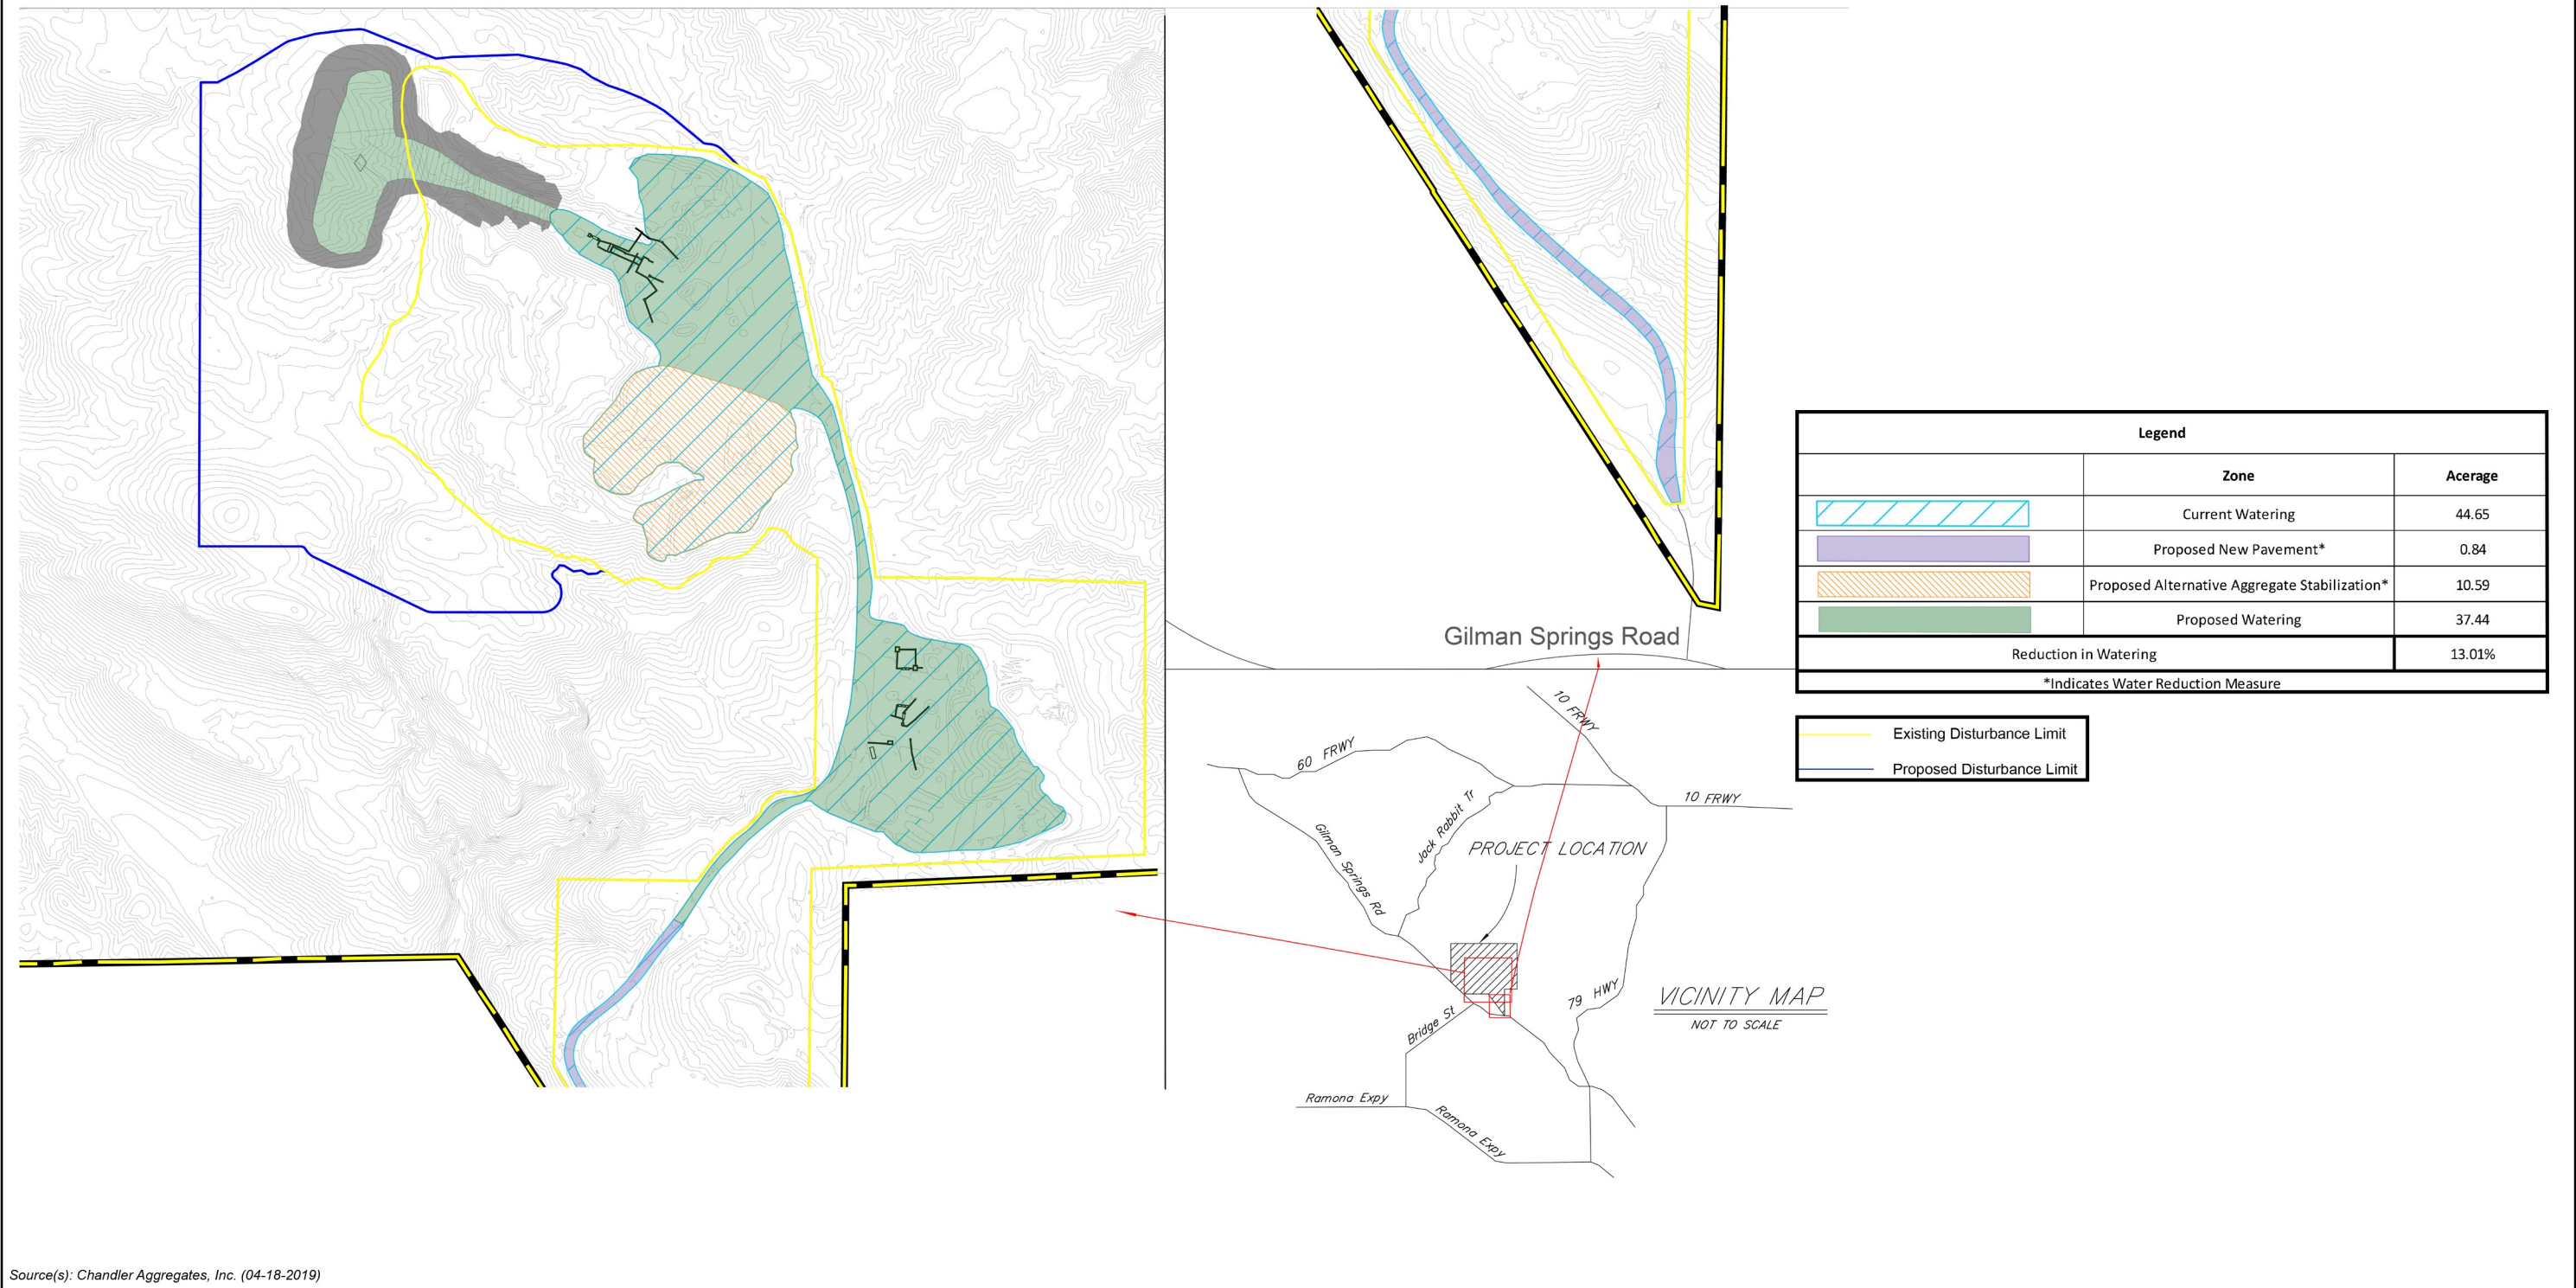 Gilman Springs Road
Legend
Zone Acerage
Current Watering 44.65
Proposed New Pavement* 0.84
Proposed Alternative Aggregate Stabilization* 10.59
Proposed Watering 37.44
Reduction in Watering 13.01%
*Indicates Water Reduction Measure
Existing Disturbance Limit
Proposed Disturbance Limit
10 FRWY
60 FRWY
10 FRWY
Jack Rabbit Tr
Gilman Springs Rd
PROJECT LOCATION
79 HWY
VICINITY MAP
NOT TO SCALE
Bridge St
Ramona Expy
Ramona Expy
Source(s): Chandler Aggregates, Inc. (04-18-2019)